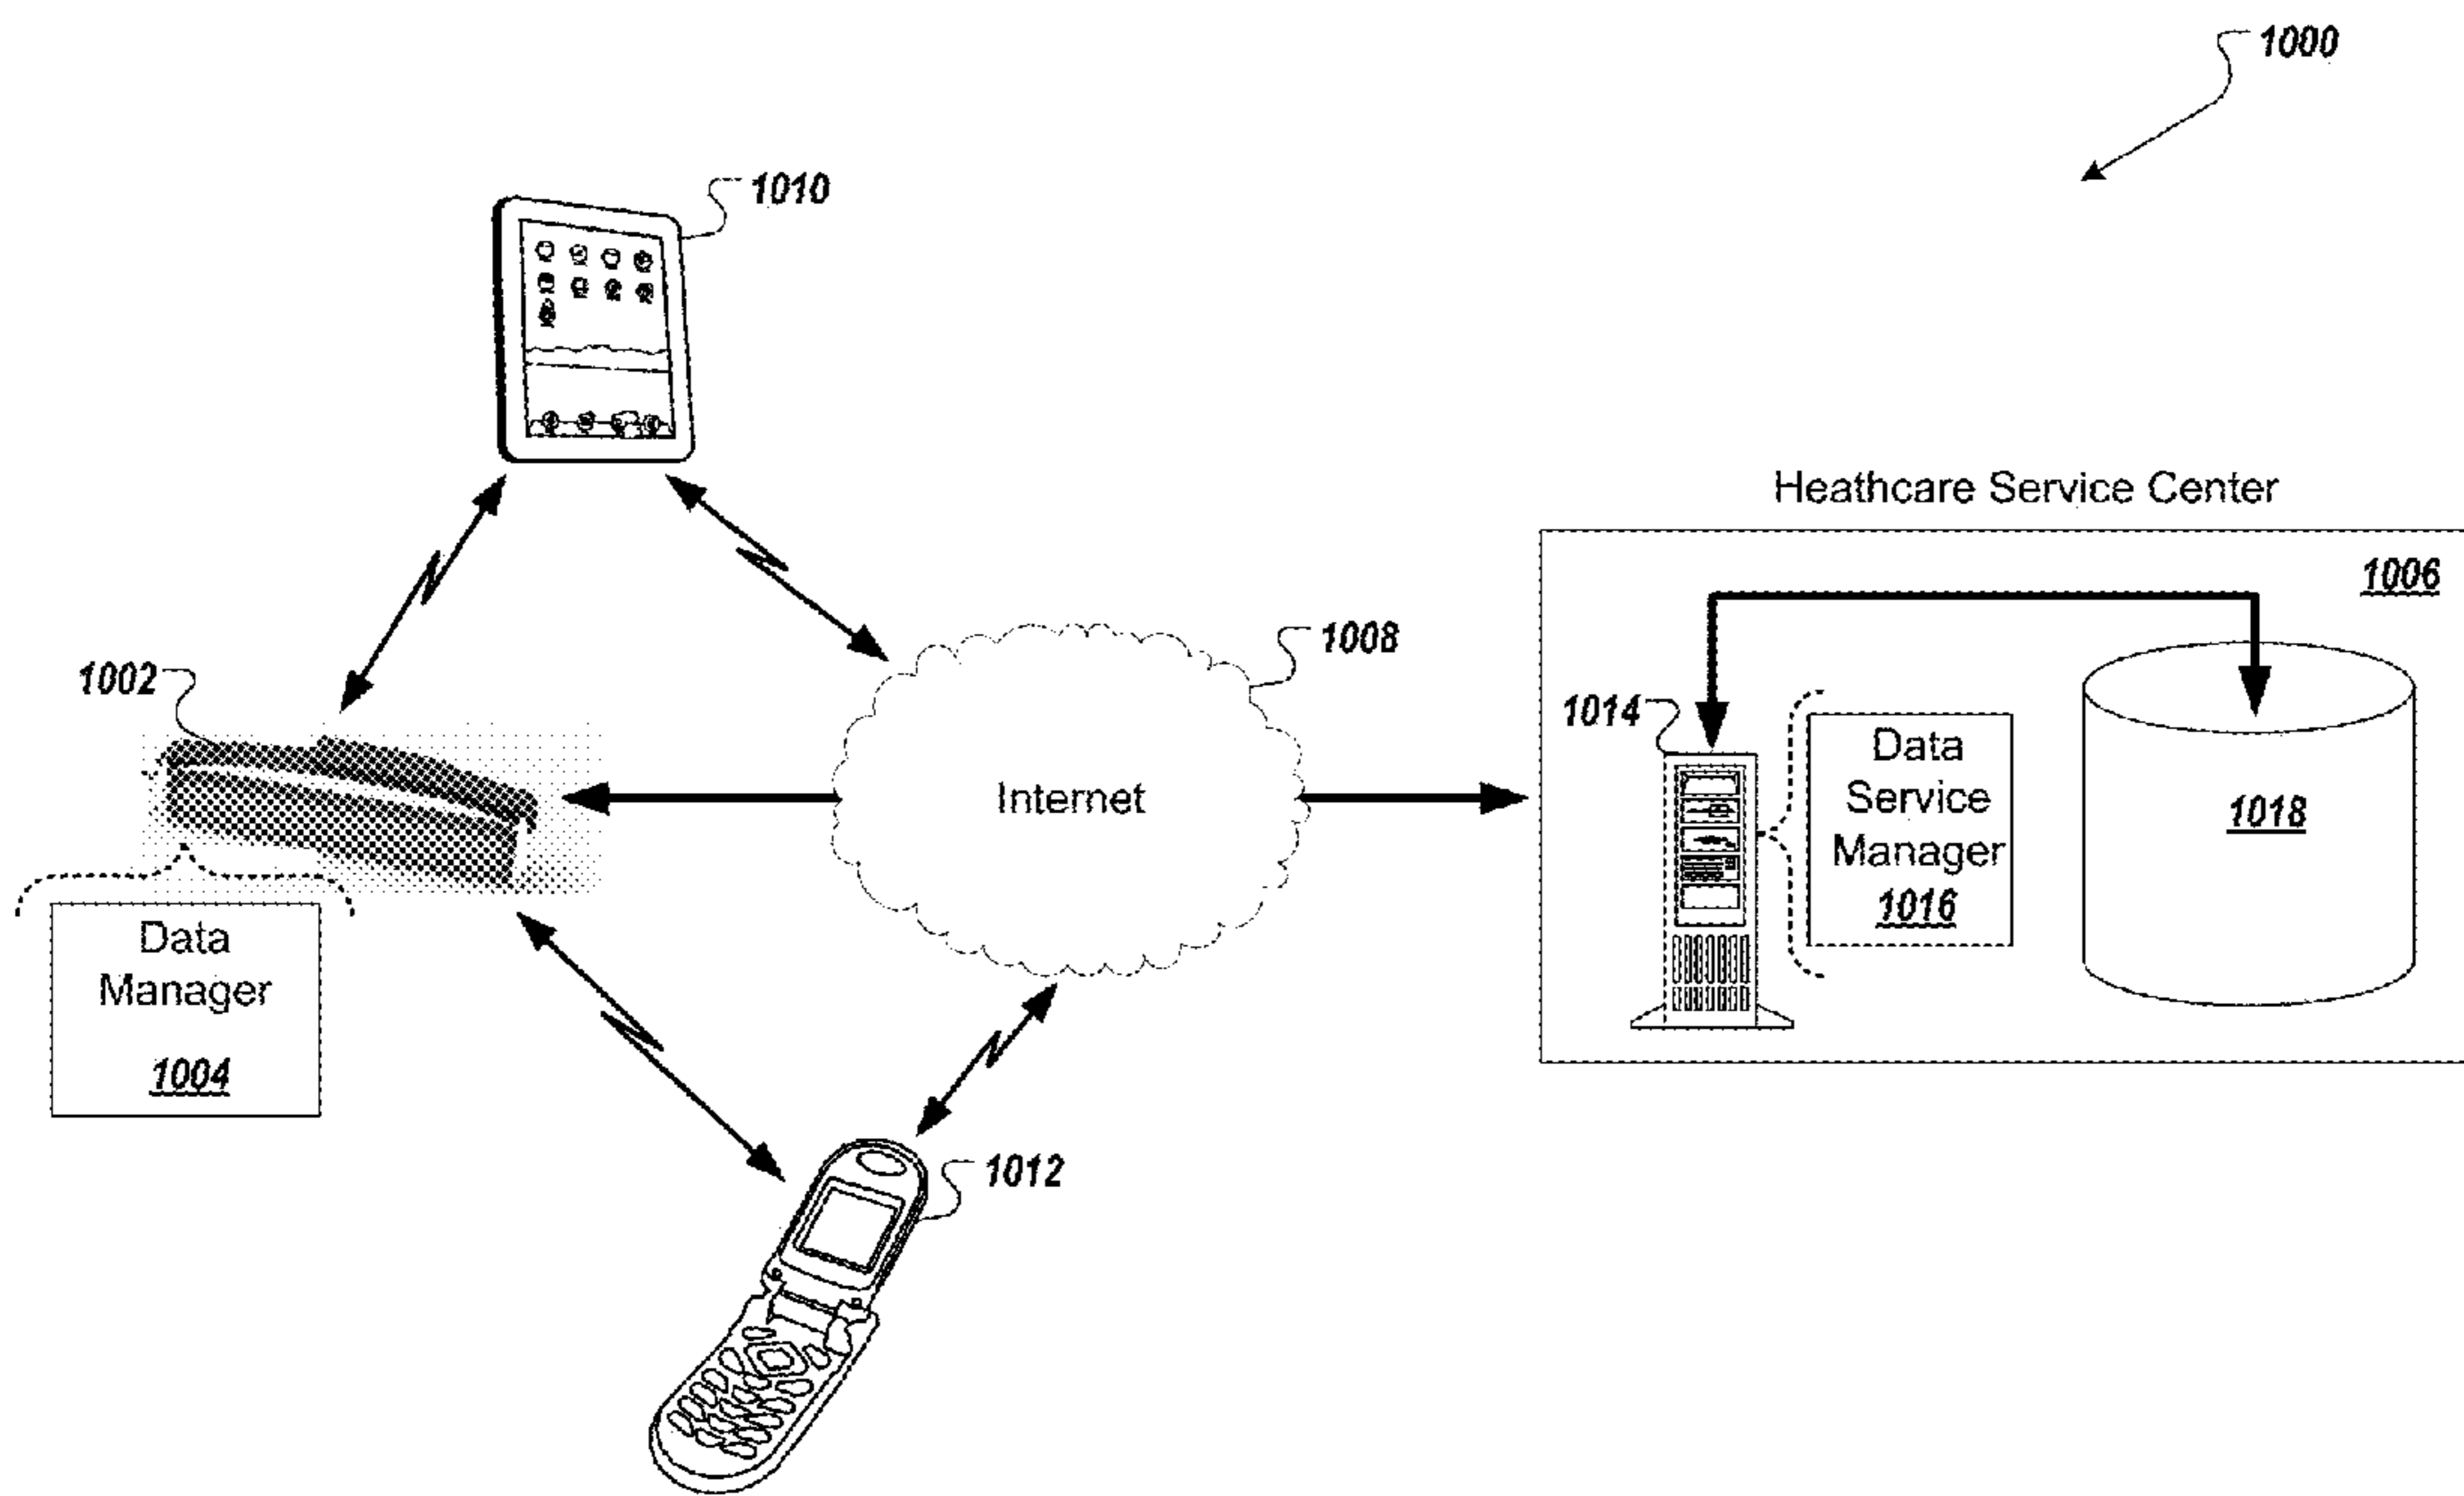 1000
1010
Heathcare Service Center
1006
1008
1002
1014
Data
Service
Manager
1016
1018
Internet
Data
Manager
1004
1012